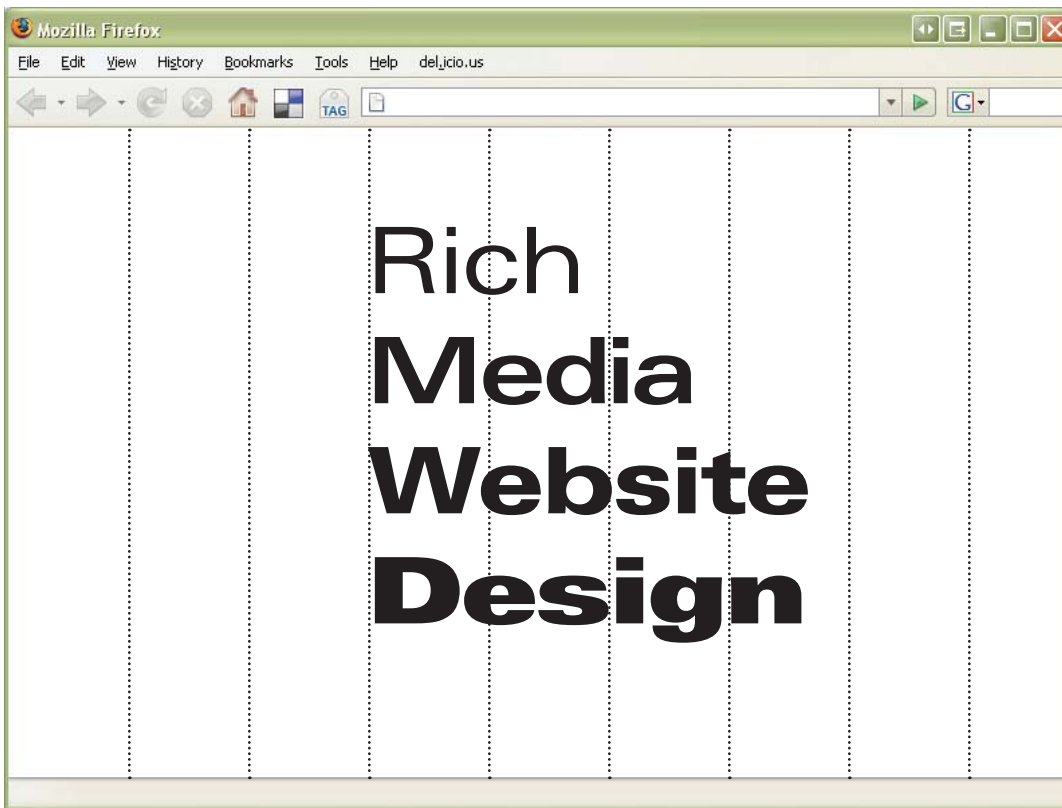 Mozilla Firefox
File Edit View History Bookmarks Tools Help del.icio.us
TAG G
Rich
Media
Website
Design